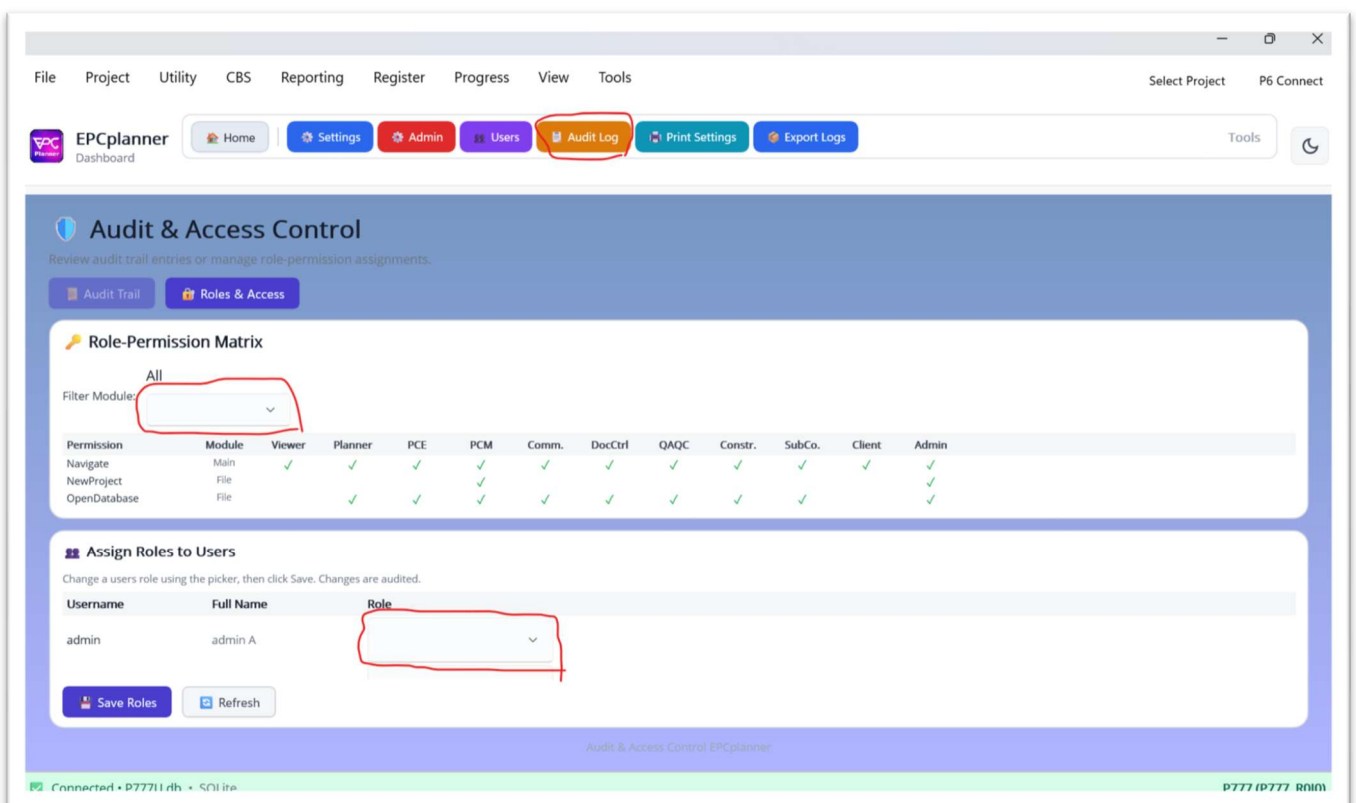 File Project Utility CBS Reporting Register Progress View Tools Select Project P6 Connect
EPC
Planner
EPCplanner
Dashboard
Home Settings Admin Users Audit Log Print Settings Export Logs Tools
Audit & Access Control
Review audit trail entries or manage role-permission assignments.
Audit Trail Roles & Access
Role-Permission Matrix
All
Filter Module:
Permission Module Viewer Planner PCE PCM Comm. DocCtrl QAQC Constr. SubCo. Client Admin
Navigate Main ✓ ✓ ✓ ✓ ✓ ✓ ✓ ✓ ✓ ✓ ✓
NewProject File ✓ ✓
OpenDatabase File ✓ ✓ ✓ ✓ ✓ ✓ ✓ ✓ ✓
Assign Roles to Users
Change a users role using the picker, then click Save. Changes are audited.
Username Full Name Role
admin admin A
Save Roles Refresh
Audit & Access Control EPCplanner
Connected • P777U.db • SQLite P777 (P777_R0J0)